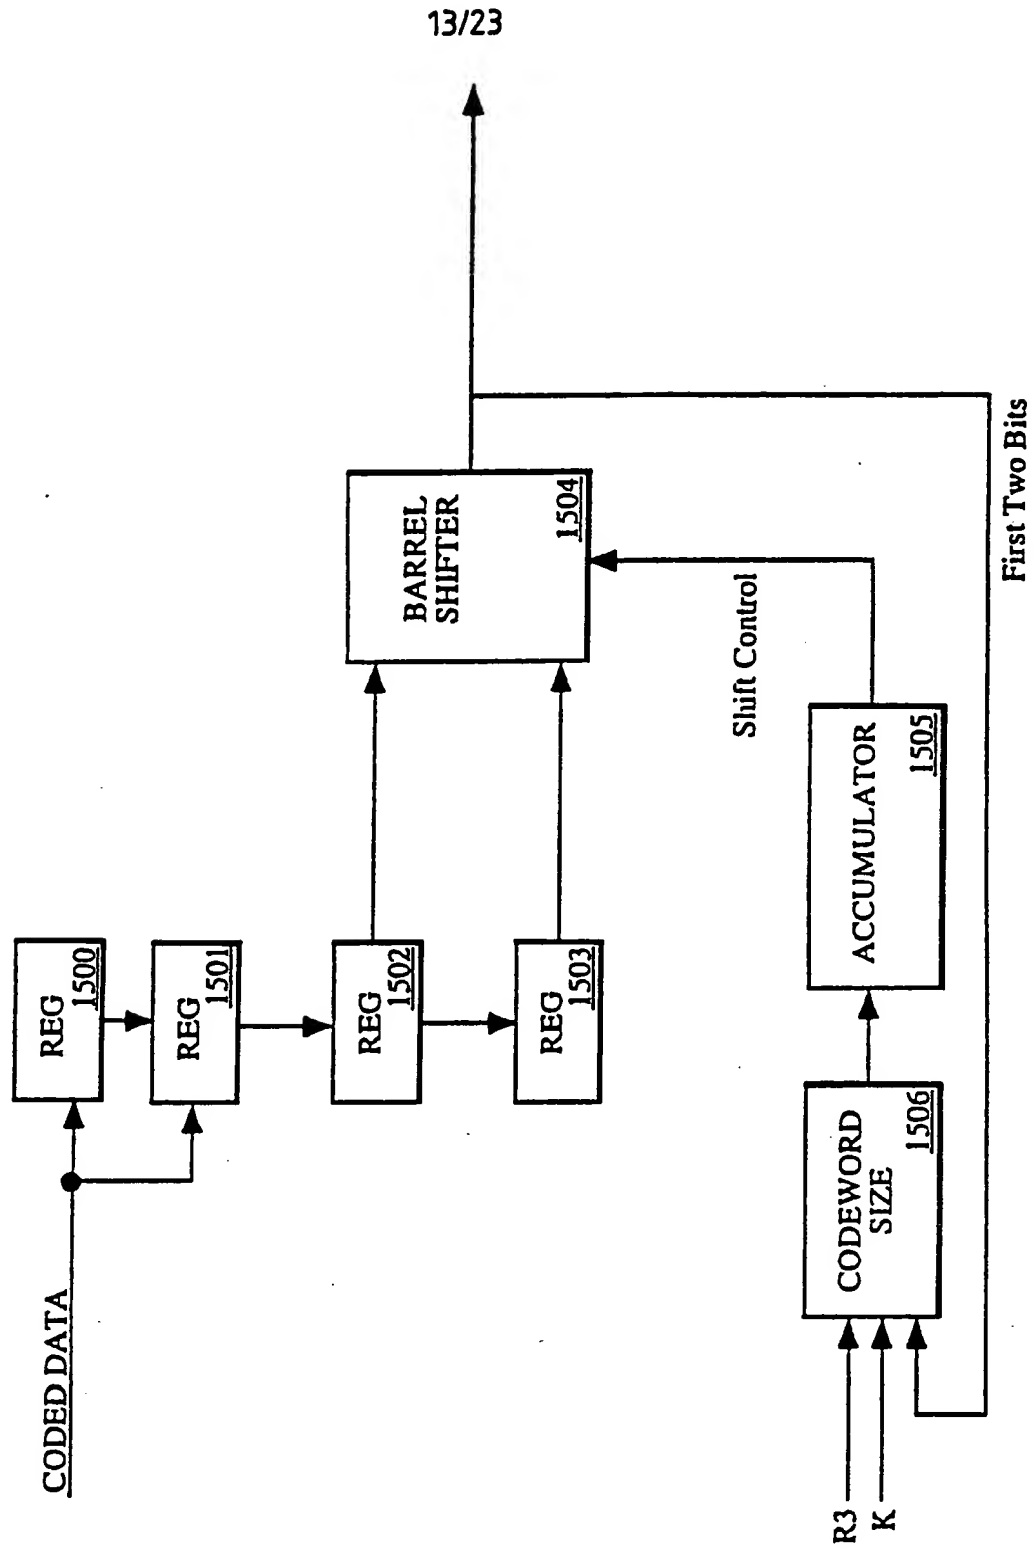 13/23
CODED DATA
REG
1500
REG
1501
REG
1502
REG
1503
BARREL
SHIFTER
1504
Shift Control
ACCUMULATOR
1505
CODEWORD
SIZE
1506
R3
K
First Two Bits